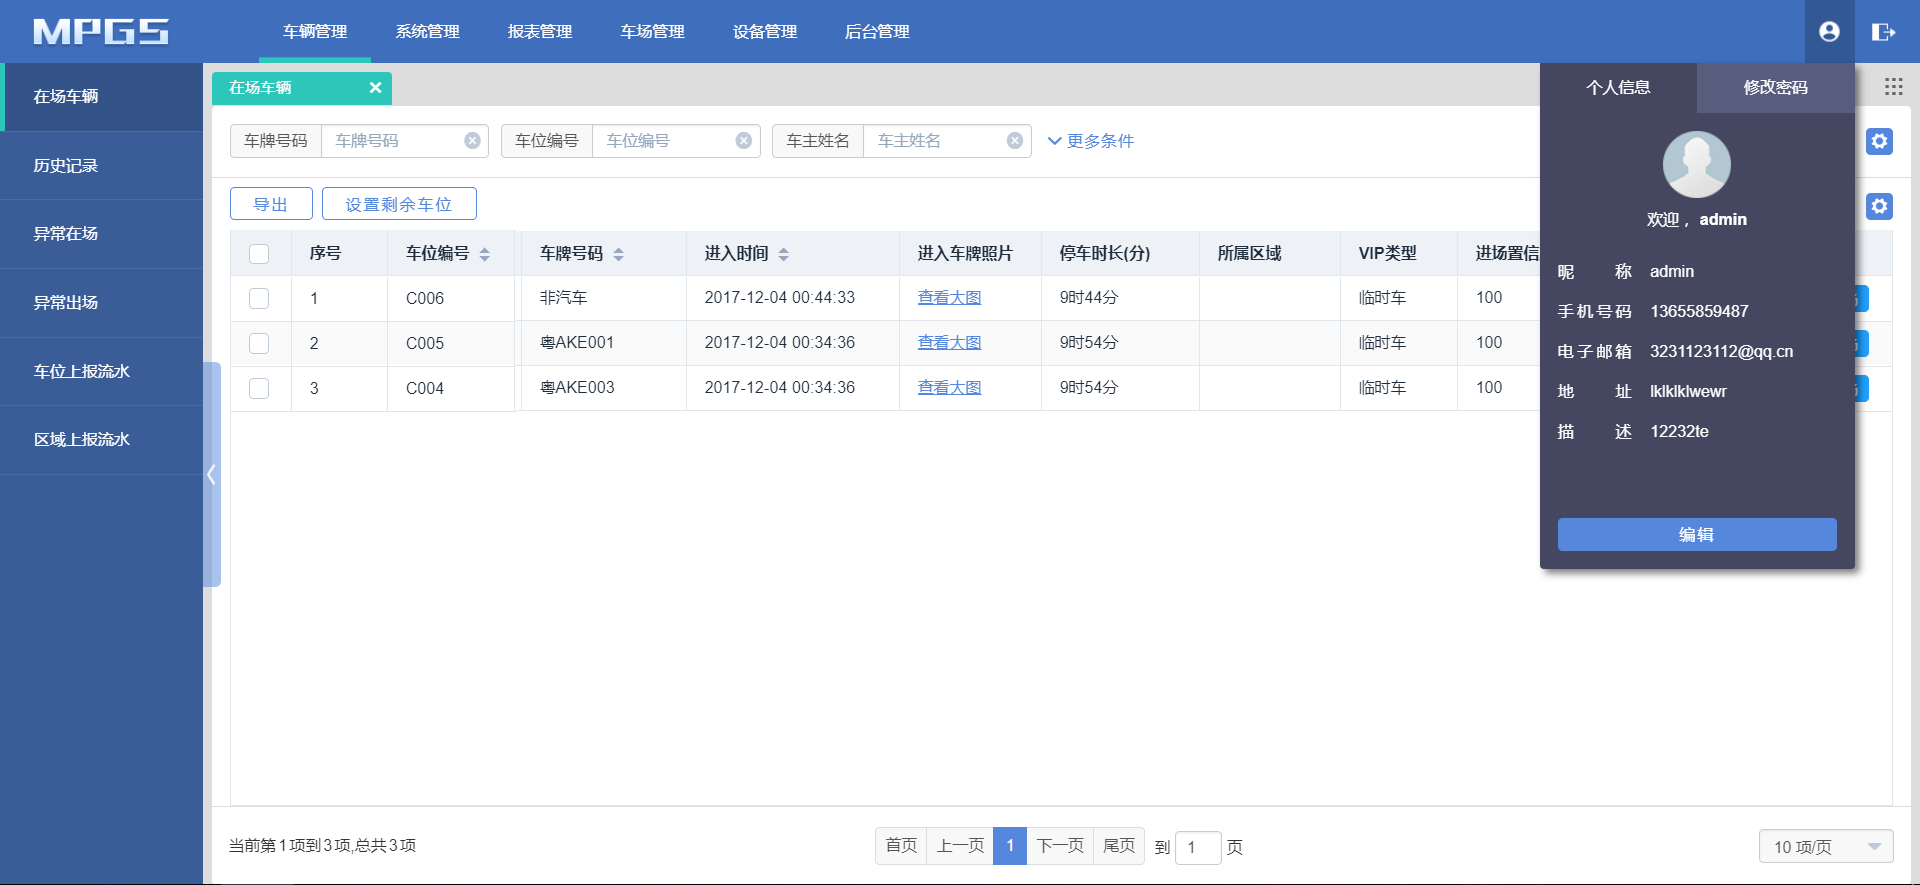 MPGS 车辆管理 系统管理 报表管理 车场管理 设备管理 后台管理
在场车辆
历史记录
异常在场
异常出场
车位上报流水
区域上报流水
在场车辆
车牌号码 车牌号码 车位编号 车位编号 车主姓名 车主姓名 更多条件
导出 设置剩余车位
序号 车位编号 车牌号码 进入时间 进入车牌照片 停车时长(分) 所属区域 VIP类型 进场置信
1 C006 非汽车 2017-12-04 00:44:33 查看大图 9时44分 临时车 100
2 C005 粤AKE001 2017-12-04 00:34:36 查看大图 9时54分 临时车 100
3 C004 粤AKE003 2017-12-04 00:34:36 查看大图 9时54分 临时车 100
个人信息 修改密码
欢迎， admin
昵 称 admin
手机号码 13655859487
电子邮箱 3231123112@qq.cn
地 址 lklklklwewr
描 述 12232te
编辑
当前第1项到3项,总共3项
首页 上一页 1 下一页 尾页 到 1 页
10 项/页